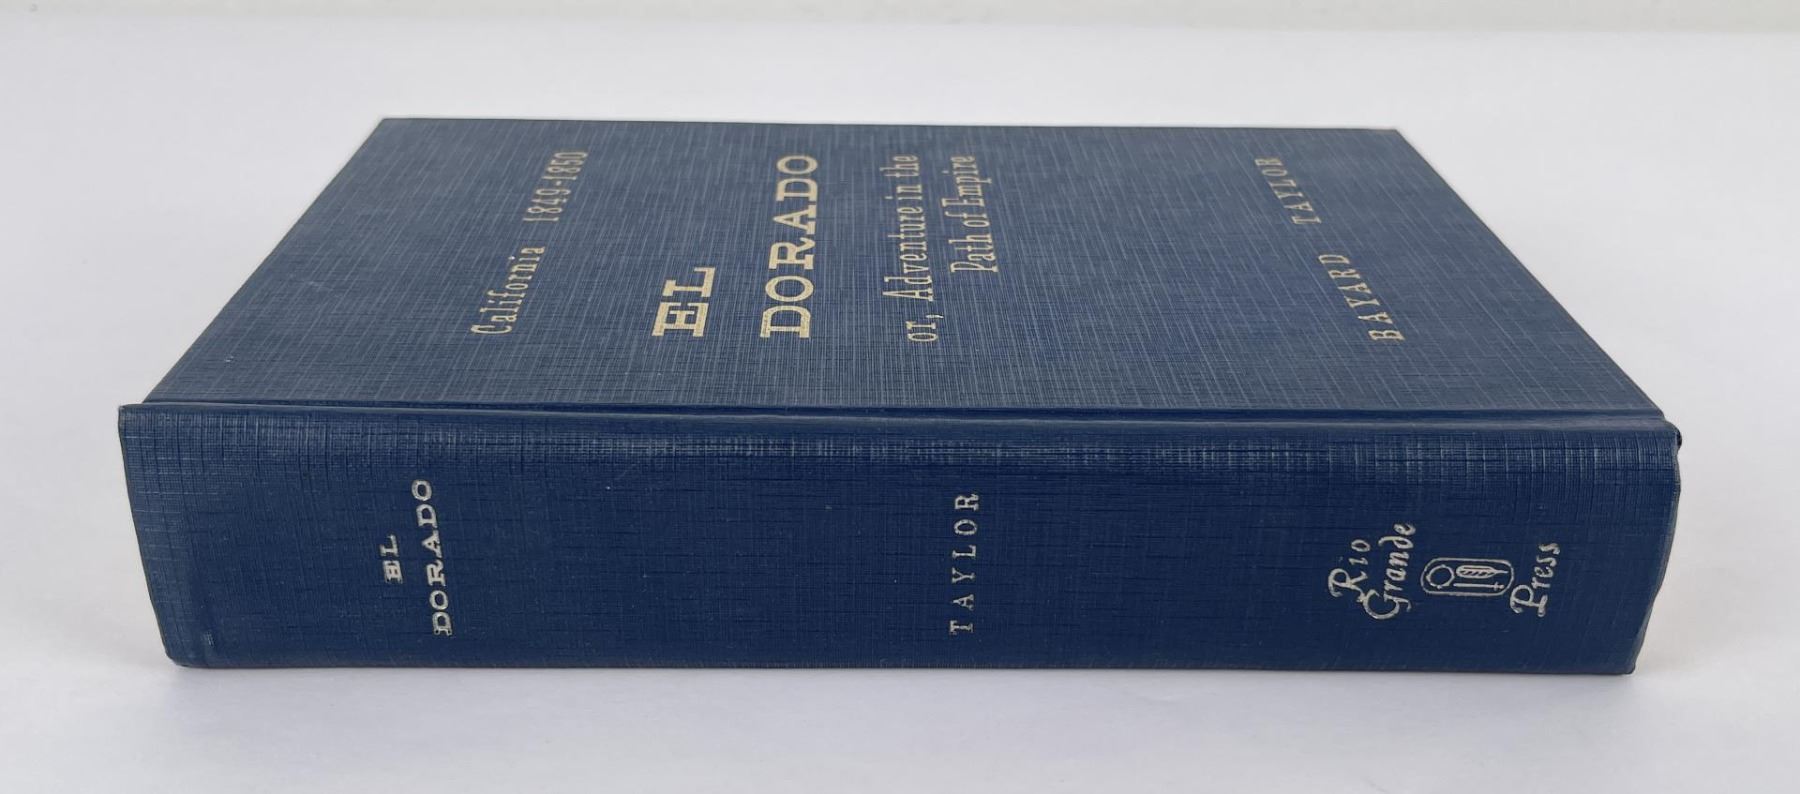 California 1849-1850
EL
DORADO
or, Adventure in the
Path of Empire
BAYARD TAYLOR
EL
DORADO
TAYLOR
Rio
Grande
Press